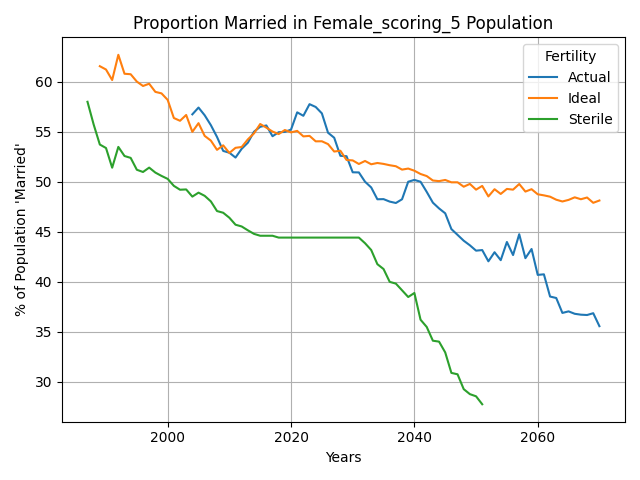 Proportion Married in Female_scoring_5 Population
Fertility
Actual
Ideal
Sterile
% of Population 'Married'
60
55
50
45
40
35
30
2000
2020
2040
2060
Years